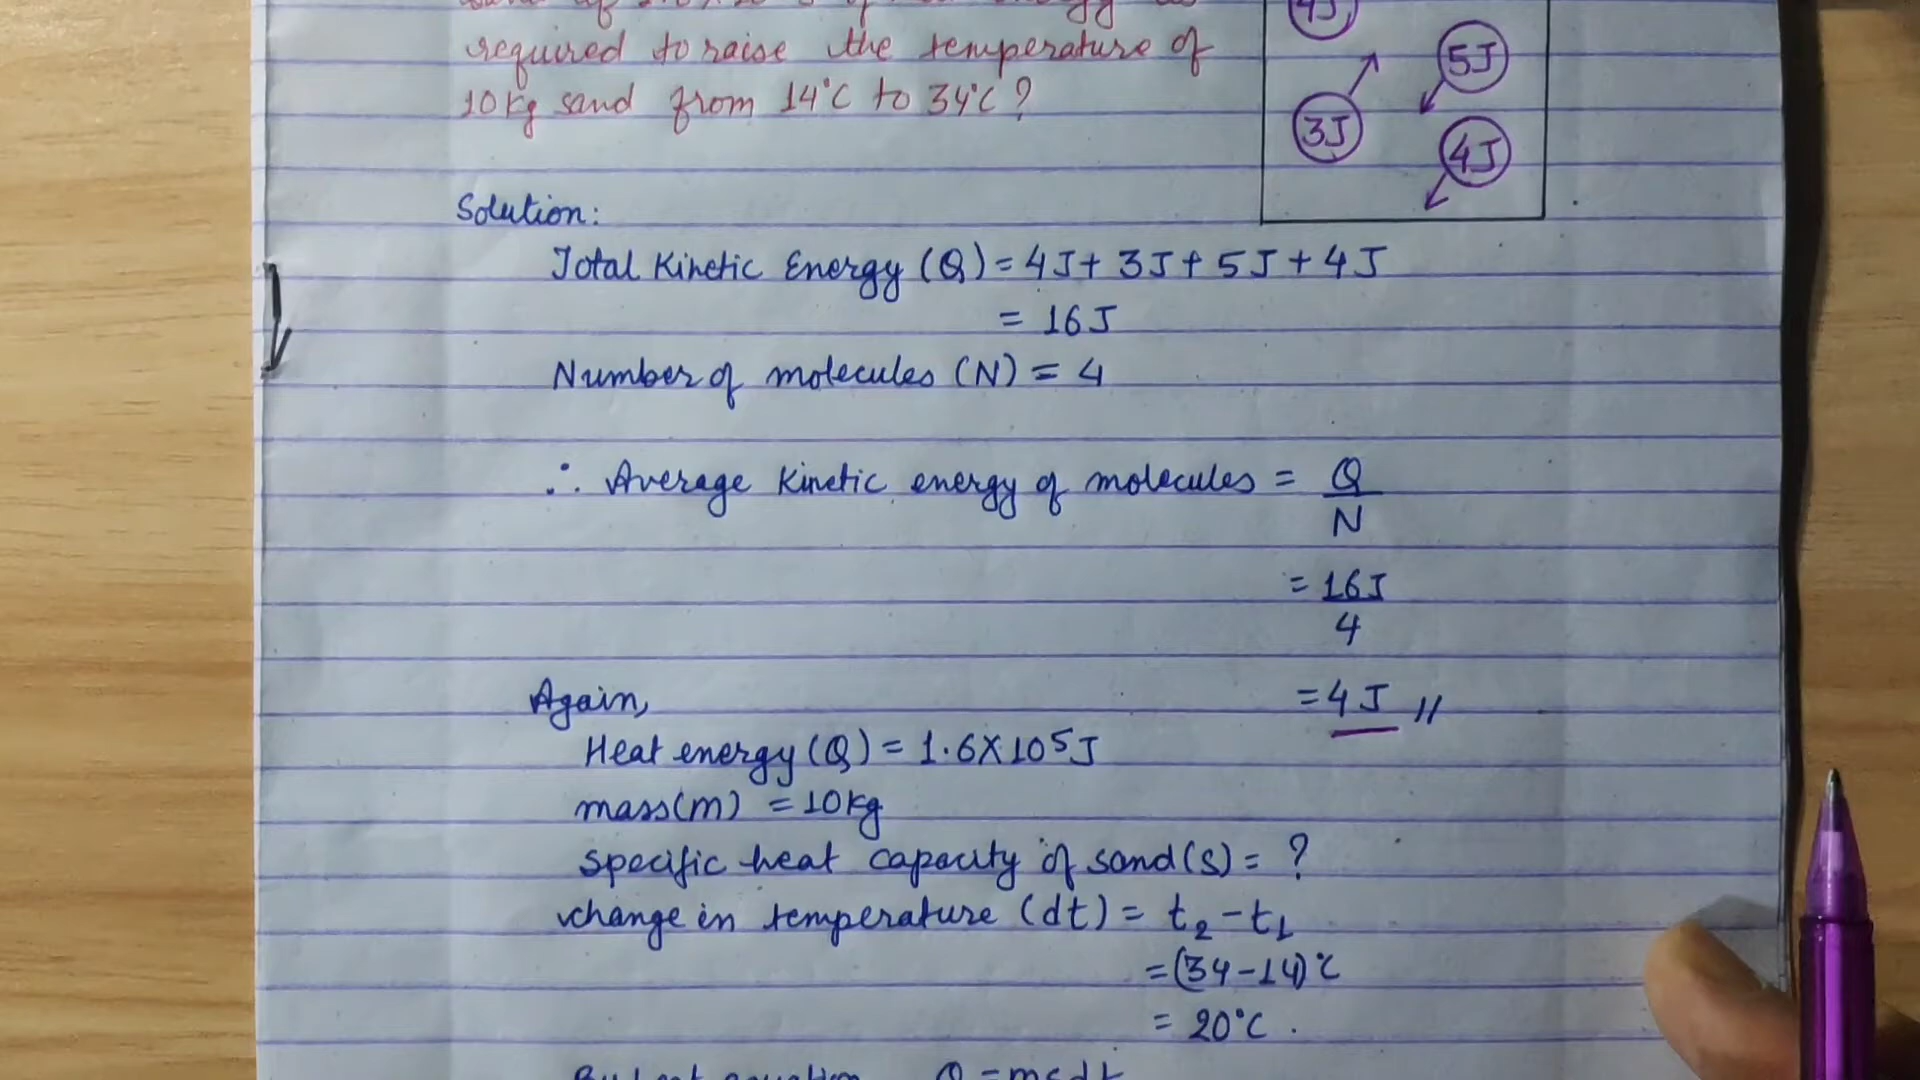 required to raise the temperature of
10kg sand from 14°C to 34°C?
4J
5J
3J
4J
Solution:
Total Kinetic Energy (Q) = 4J + 3J + 5J + 4J
= 16J
Number of molecules (N) = 4
∴ Average Kinetic energy of molecules = Q
N
= 16J
4
= 4J //
Again,
Heat energy (Q) = 1.6X10⁵J
mass(m) = 10kg
specific heat capacity of sand(s) = ?
change in temperature (dt) = t₂ - t₁
= (34-14)°C
= 20°C.
Q = msdt